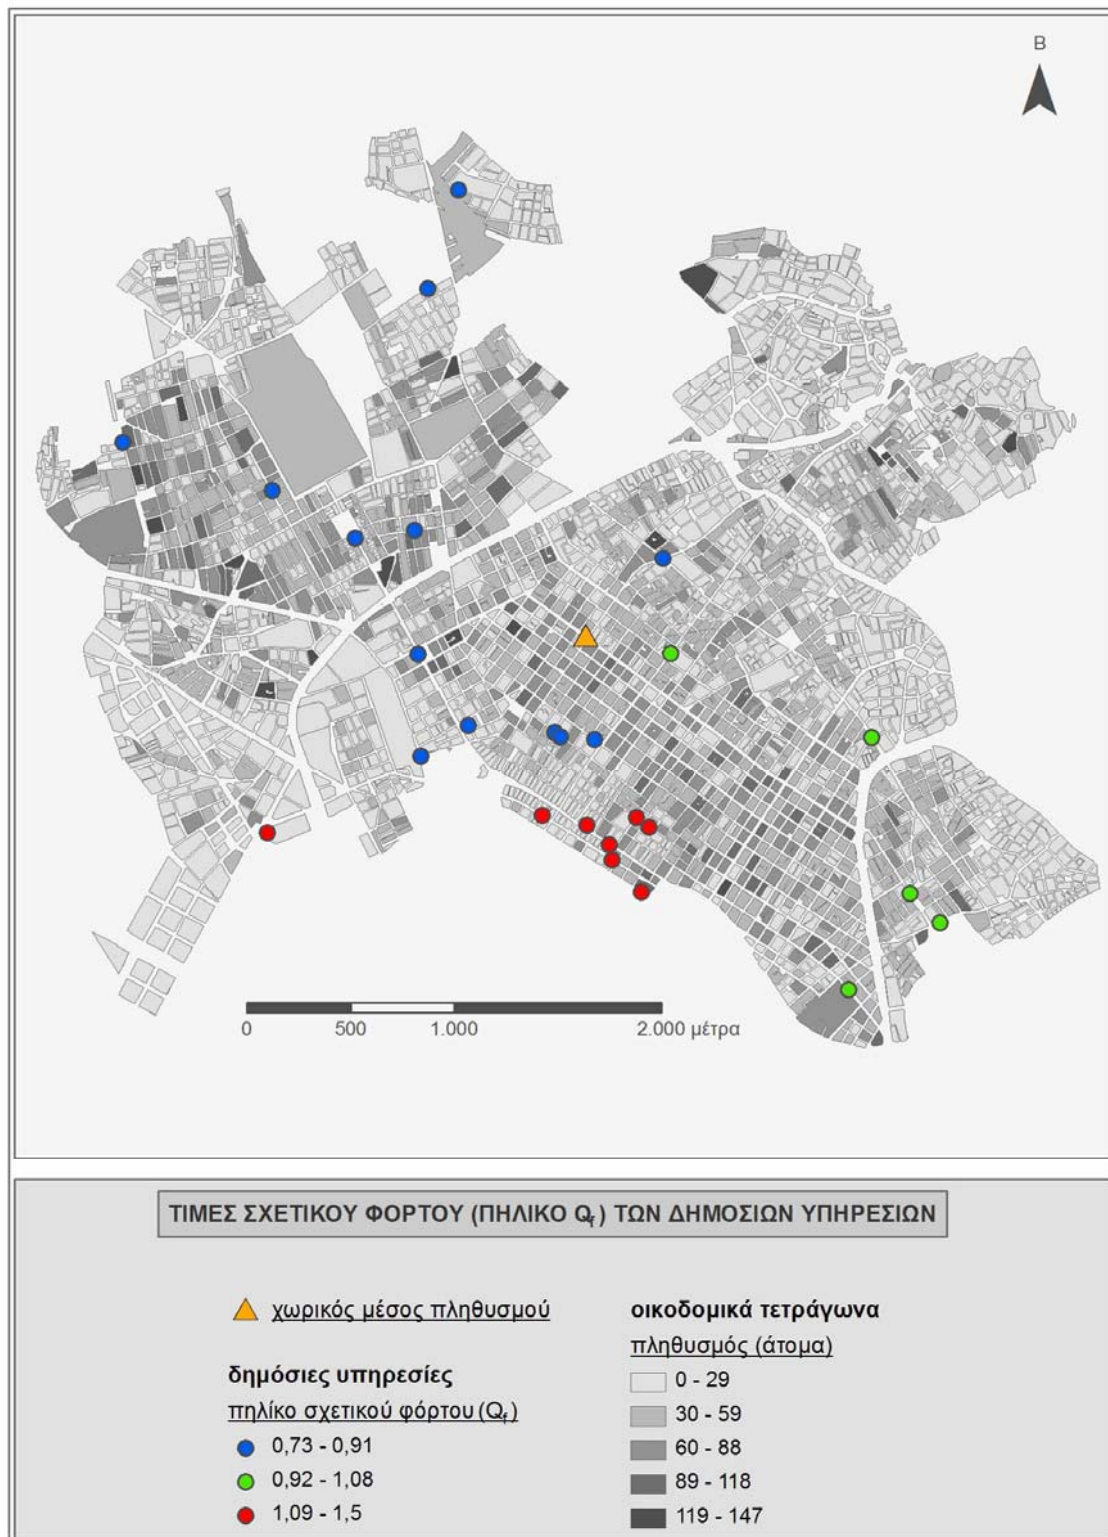 Β
0 500 1.000 2.000 μέτρα
ΤΙΜΕΣ ΣΧΕΤΙΚΟΥ ΦΟΡΤΟΥ (ΠΗΛΙΚΟ Qf) ΤΩΝ ΔΗΜΟΣΙΩΝ ΥΠΗΡΕΣΙΩΝ
χωρικός μέσος πληθυσμού
δημόσιες υπηρεσίες
πηλίκο σχετικού φόρτου (Qf)
0,73 - 0,91
0,92 - 1,08
1,09 - 1,5
οικοδομικά τετράγωνα
πληθυσμός (άτομα)
0 - 29
30 - 59
60 - 88
89 - 118
119 - 147